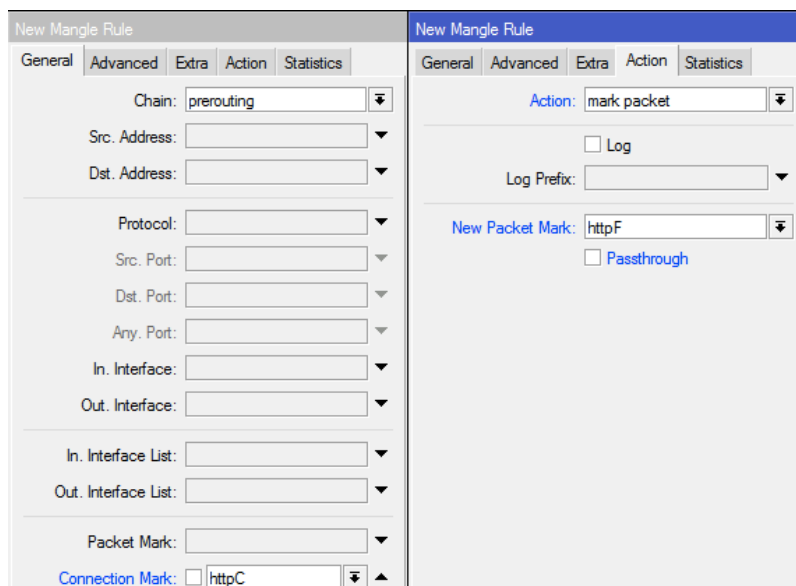 New Mangle Rule
General Advanced Extra Action Statistics
Chain: prerouting
Src. Address:
Dst. Address:
Protocol:
Src. Port:
Dst. Port:
Any. Port:
In. Interface:
Out. Interface:
In. Interface List:
Out. Interface List:
Packet Mark:
Connection Mark: httpC
New Mangle Rule
General Advanced Extra Action Statistics
Action: mark packet
Log
Log Prefix:
New Packet Mark: httpF
Passthrough